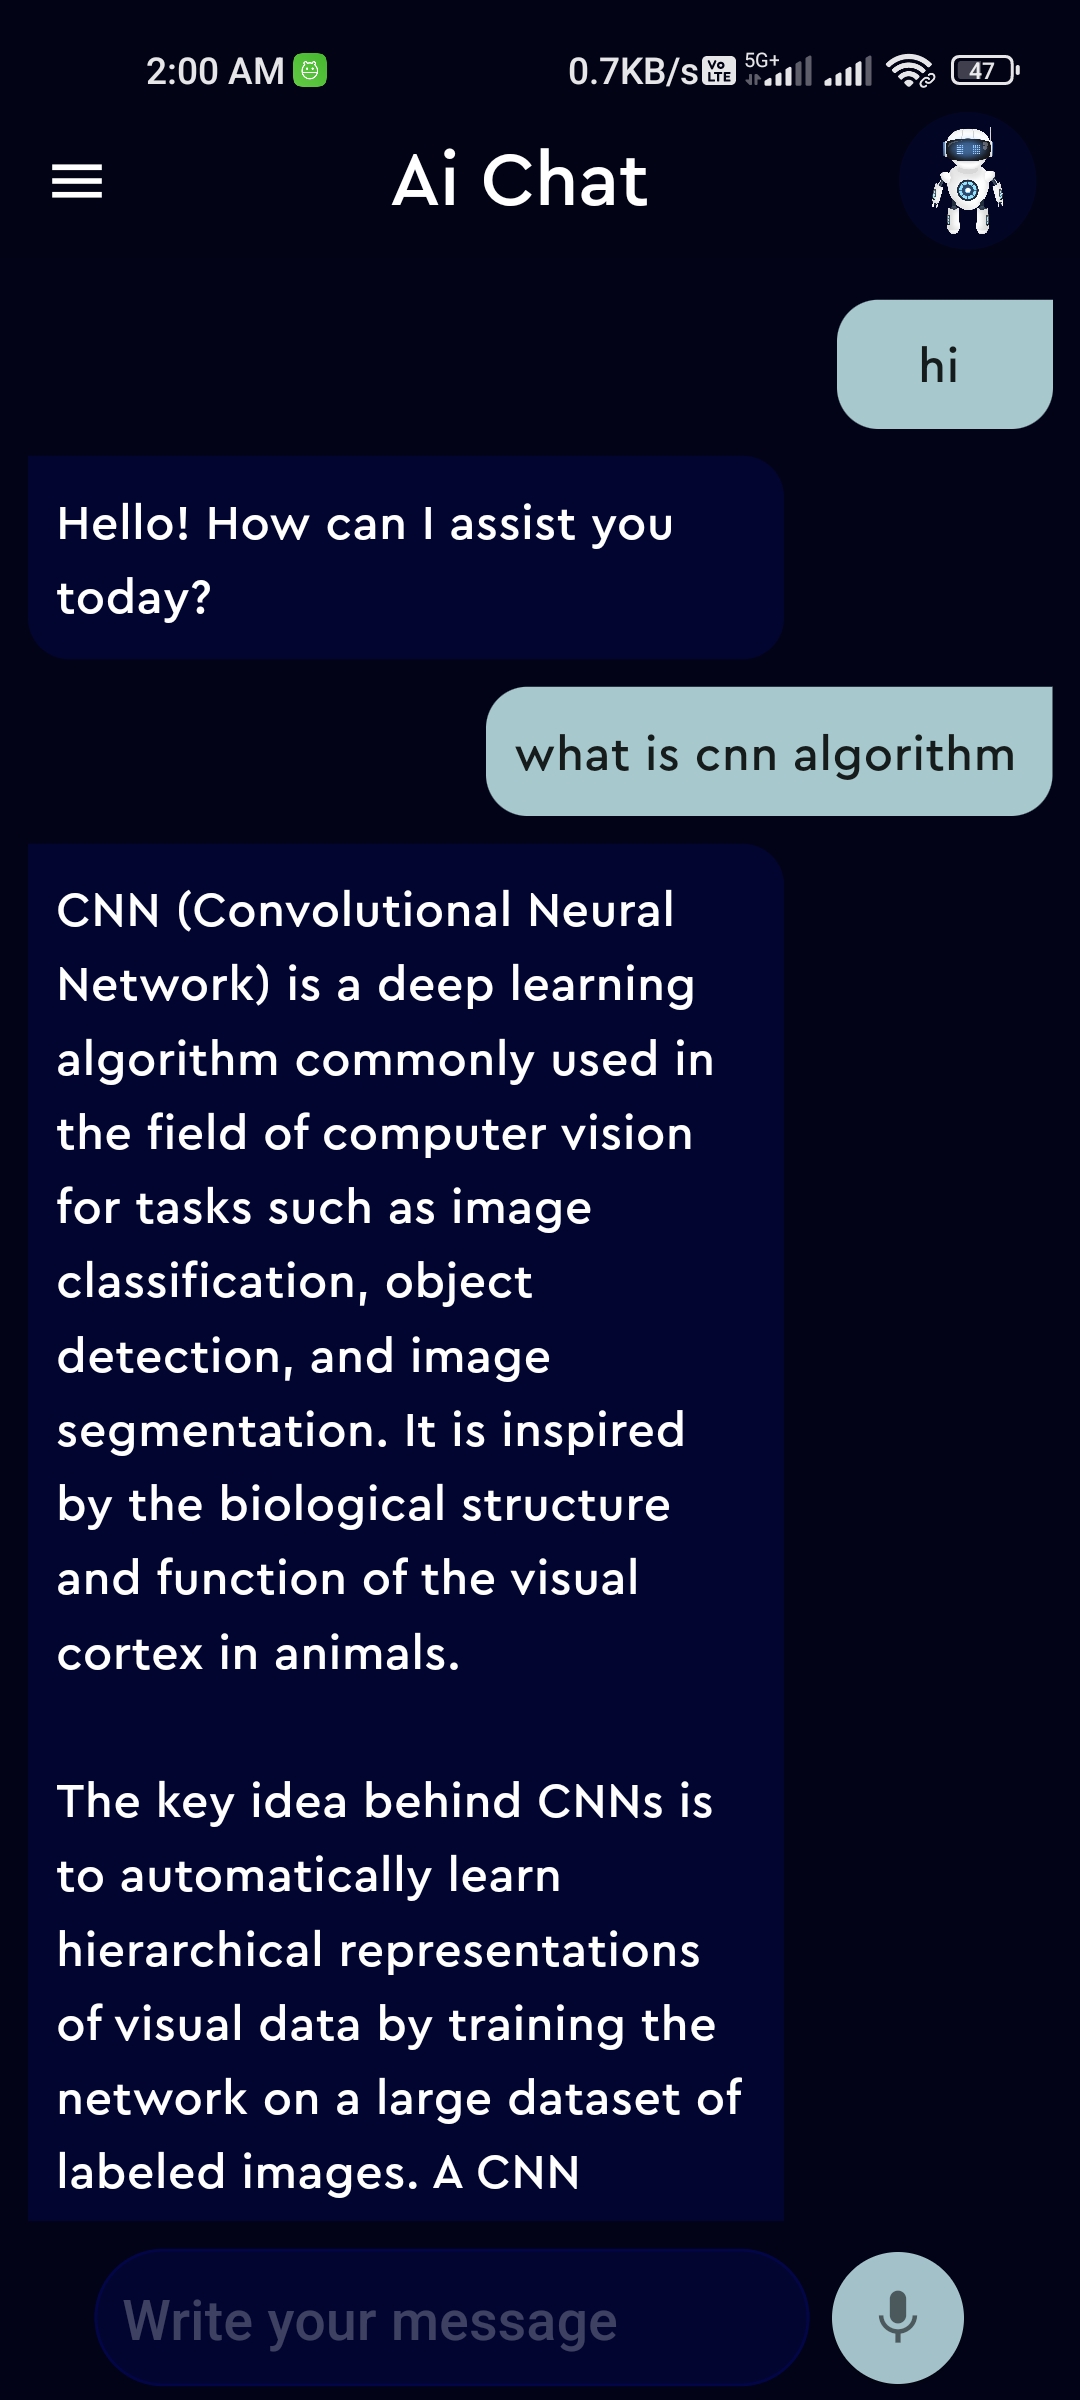 2:00 AM 0.7KB/s Vo LTE 5G+ 47
Ai Chat
hi
Hello! How can I assist you
today?
what is cnn algorithm
CNN (Convolutional Neural
Network) is a deep learning
algorithm commonly used in
the field of computer vision
for tasks such as image
classification, object
detection, and image
segmentation. It is inspired
by the biological structure
and function of the visual
cortex in animals.
The key idea behind CNNs is
to automatically learn
hierarchical representations
of visual data by training the
network on a large dataset of
labeled images. A CNN
Write your message